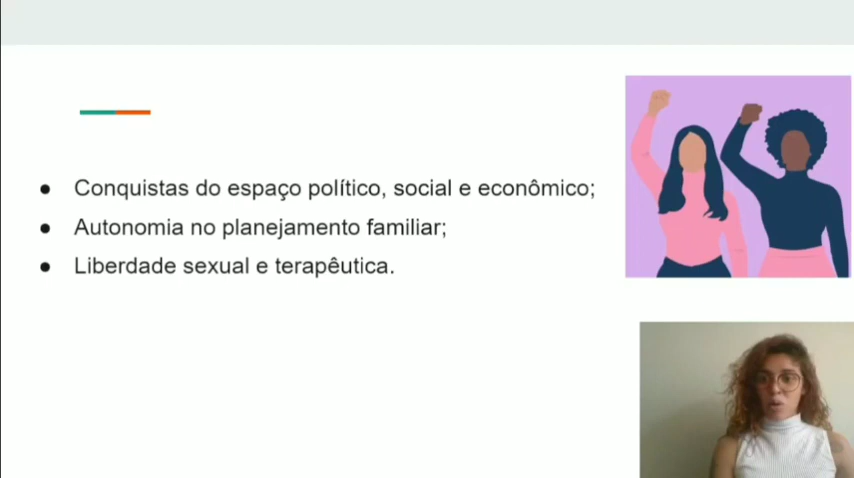 ● Conquistas do espaço político, social e econômico;
● Autonomia no planejamento familiar;
● Liberdade sexual e terapêutica.